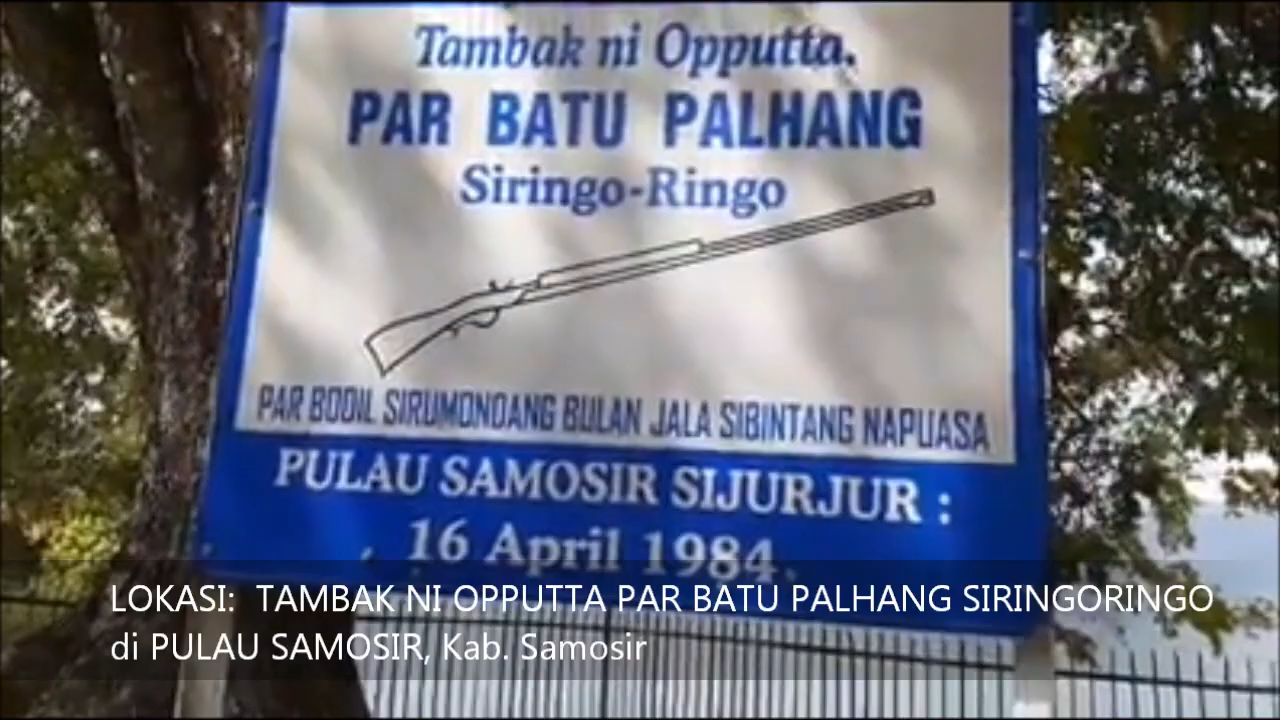 Tambak ni Opputta.
PAR BATU PALHANG
Siringo-Ringo
PAR BODIL SIRUMONDANG BULAN JALA SIBINTANG NAPUASA
PULAU SAMOSIR SIJURJUR :
16 April 1984.
LOKASI: TAMBAK NI OPPUTTA PAR BATU PALHANG SIRINGORINGO
di PULAU SAMOSIR, Kab. Samosir